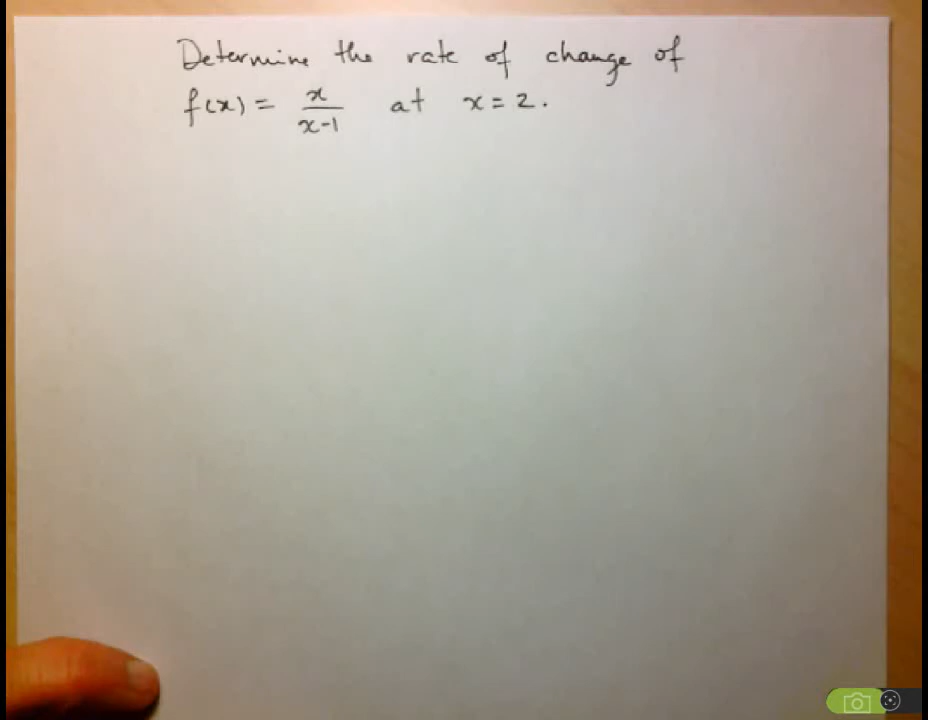 Determine the rate of change of
f(x) = x/(x-1) at x = 2.